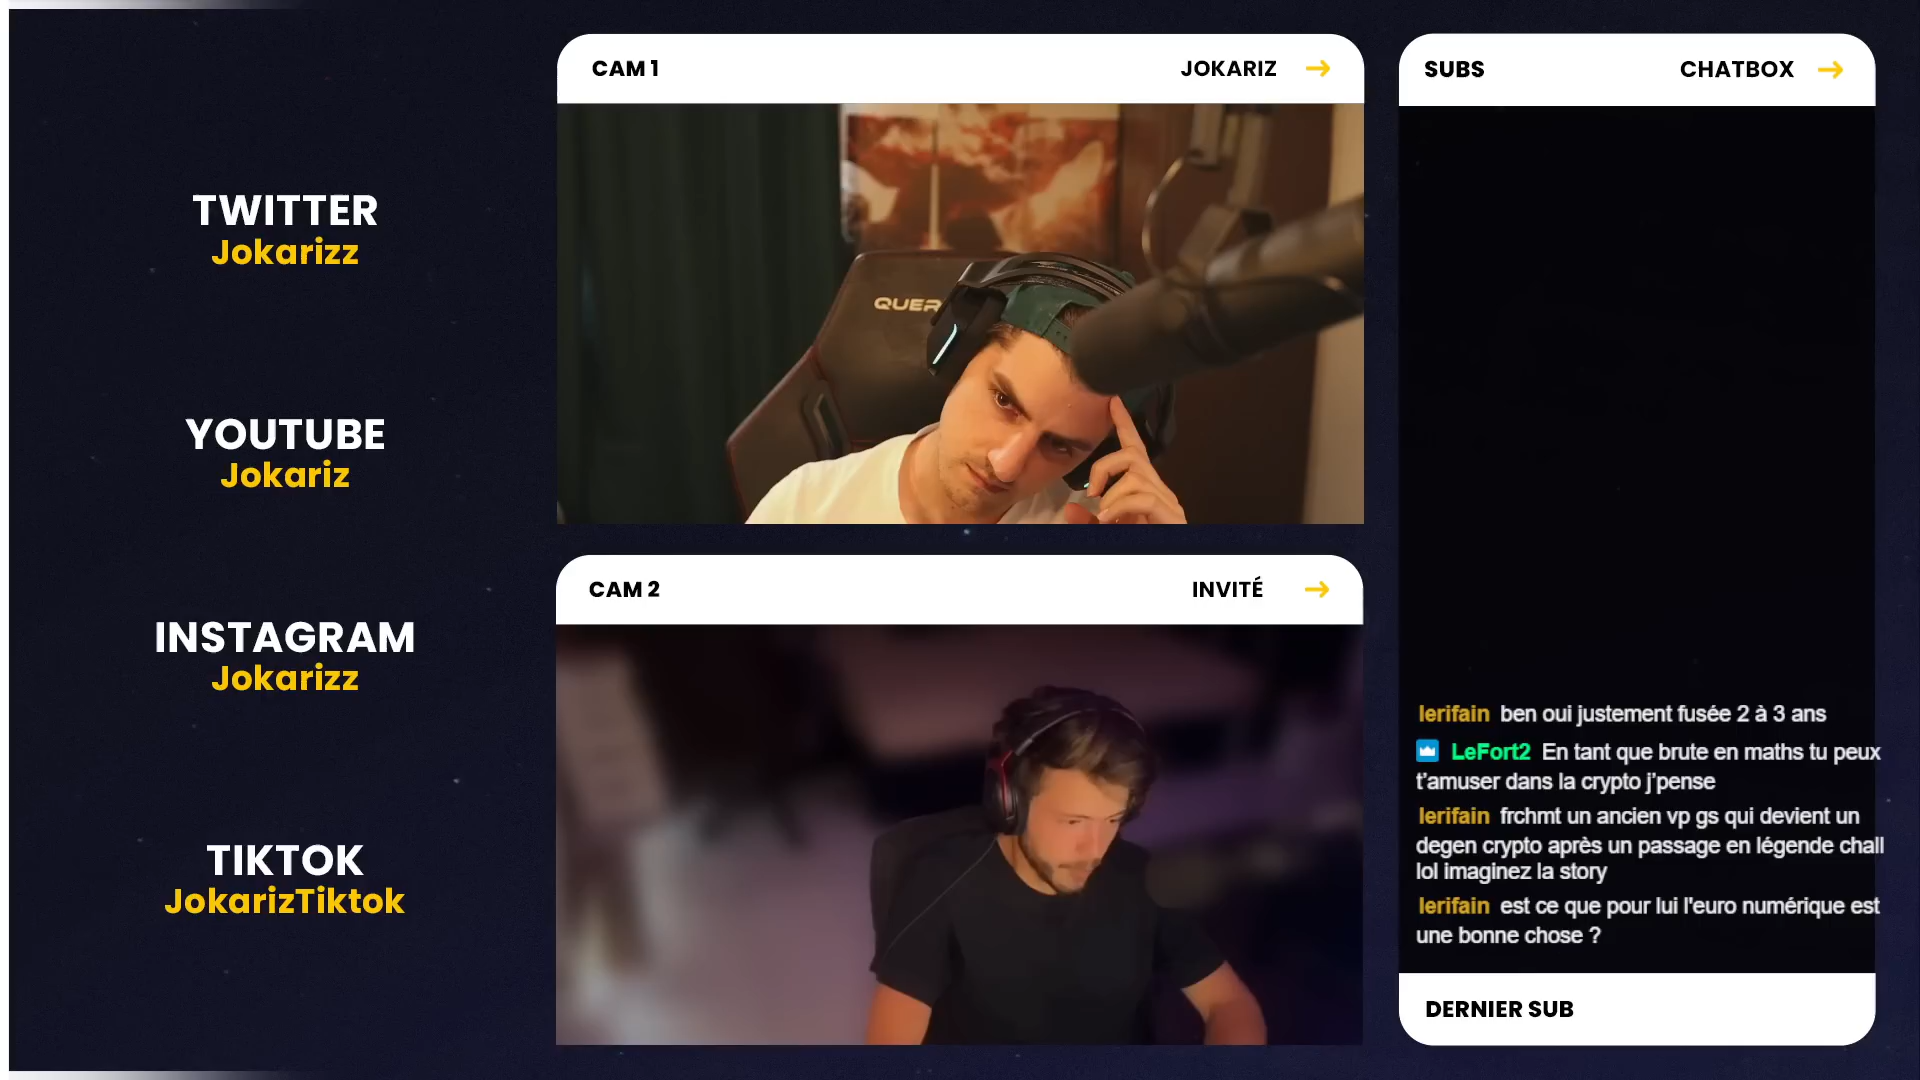 TWITTER
Jokarizz
YOUTUBE
Jokariz
INSTAGRAM
Jokarizz
TIKTOK
JokarizTiktok
CAM 1 JOKARIZ
QUER
CAM 2 INVITÉ
SUBS CHATBOX
lerifain ben oui justement fusée 2 à 3 ans
LeFort2 En tant que brute en maths tu peux
t'amuser dans la crypto j'pense
lerifain frchmt un ancien vp gs qui devient un
degen crypto après un passage en légende chall
lol imaginez la story
lerifain est ce que pour lui l'euro numérique est
une bonne chose ?
DERNIER SUB